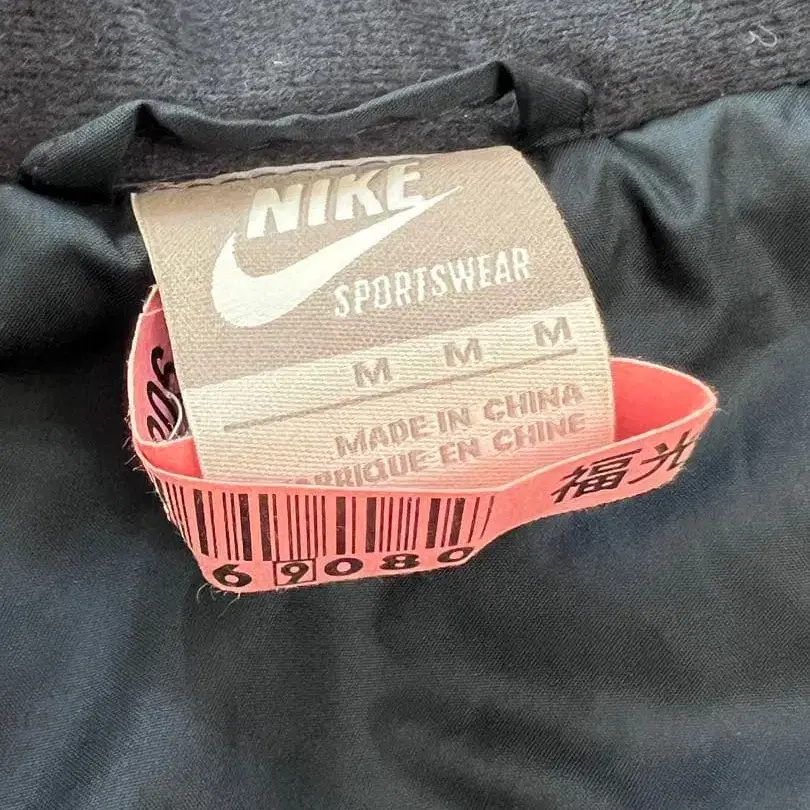 NIKE
SPORTSWEAR
M M M
MADE IN CHINA
FABRIQUE EN CHINE
福光
69080